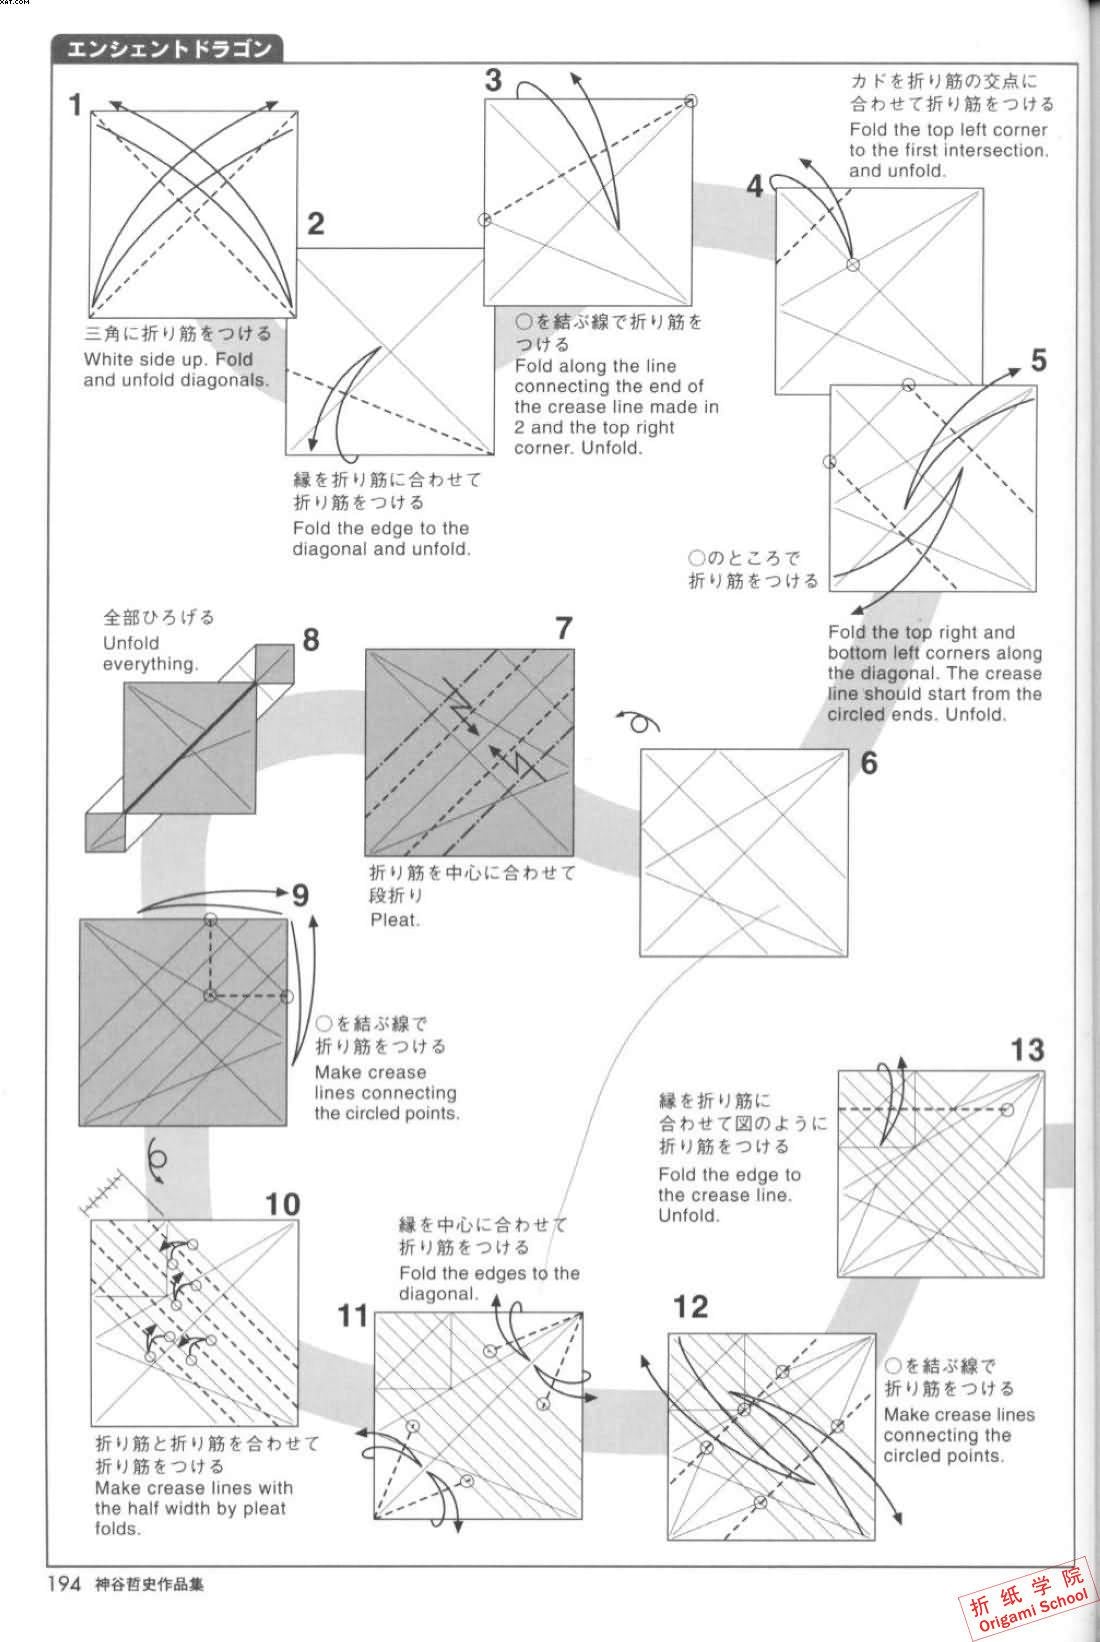 XAT.COM
エンシェントドラゴン
1
三角に折り筋をつける
White side up. Fold
and unfold diagonals.
2
縁を折り筋に合わせて
折り筋をつける
Fold the edge to the
diagonal and unfold.
3
○を結ぶ線で折り筋を
つける
Fold along the line
connecting the end of
the crease line made in
2 and the top right
corner. Unfold.
カドを折り筋の交点に
合わせて折り筋をつける
Fold the top left corner
to the first intersection.
and unfold.
4
5
○のところで
折り筋をつける
Fold the top right and
bottom left corners along
the diagonal. The crease
line should start from the
circled ends. Unfold.
6
7
折り筋を中心に合わせて
段折り
Pleat.
全部ひろげる
Unfold
everything.
8
9
○を結ぶ線で
折り筋をつける
Make crease
lines connecting
the circled points.
10
折り筋と折り筋を合わせて
折り筋をつける
Make crease lines with
the half width by pleat
folds.
縁を中心に合わせて
折り筋をつける
Fold the edges to the
diagonal.
11
12
○を結ぶ線で
折り筋をつける
Make crease lines
connecting the
circled points.
13
縁を折り筋に
合わせて図のように
折り筋をつける
Fold the edge to
the crease line.
Unfold.
194 神谷哲史作品集
折纸学院
Origami School